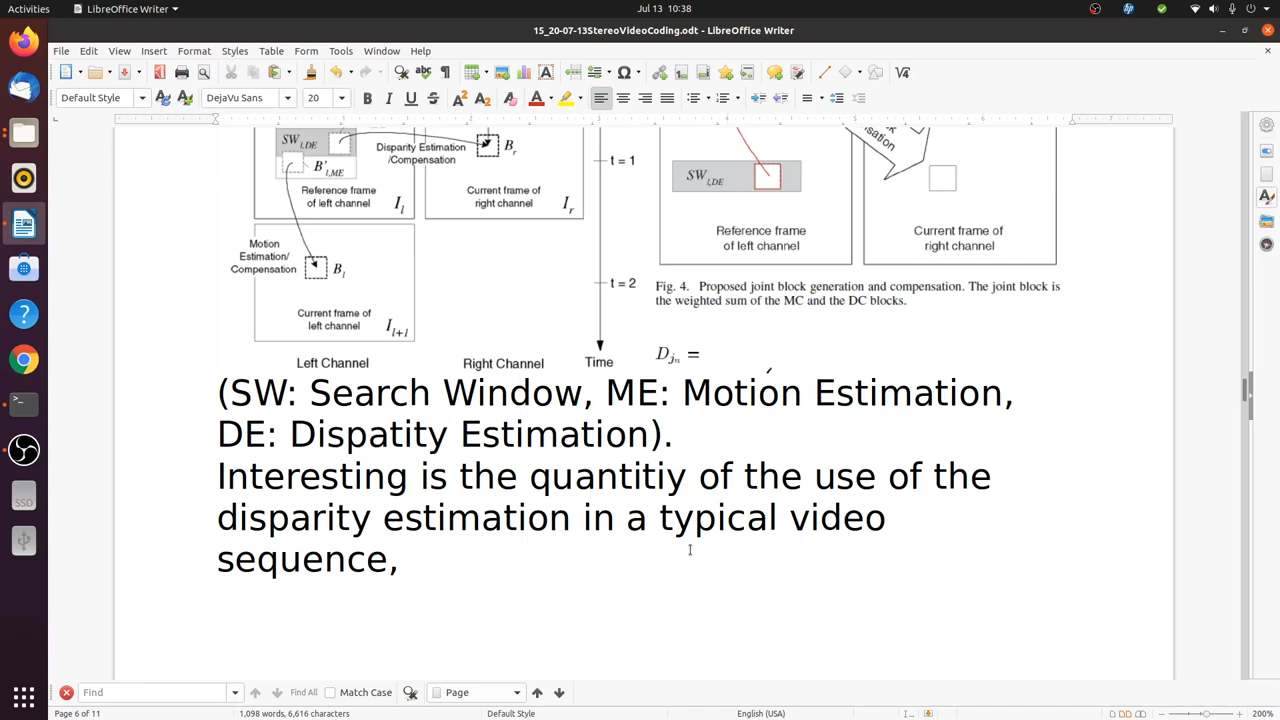 Activities
LibreOffice Writer
Jul 13 10:38
15_20-07-13StereoVideoCoding.odt - LibreOffice Writer
File Edit View Insert Format Styles Table Form Tools Window Help
Default Style DejaVu Sans 20
SW l,DE
B' l,ME
Reference frame
of left channel I l
Disparity Estimation
/Compensation
B r
Current frame of
right channel I r
t = 1
Motion
Estimation/
Compensation
B l
t = 2
Current frame of
left channel I l+1
Left Channel Right Channel Time
SW l,DE
Reference frame
of left channel
Current frame of
right channel
Fig. 4. Proposed joint block generation and compensation. The joint block is
the weighted sum of the MC and the DC blocks.
D jn =
(SW: Search Window, ME: Motion Estimation,
DE: Dispatity Estimation).
Interesting is the quantitiy of the use of the
disparity estimation in a typical video
sequence,
Find Find All Match Case Page
Page 6 of 11 1,098 words, 6,616 characters Default Style English (USA) 200%